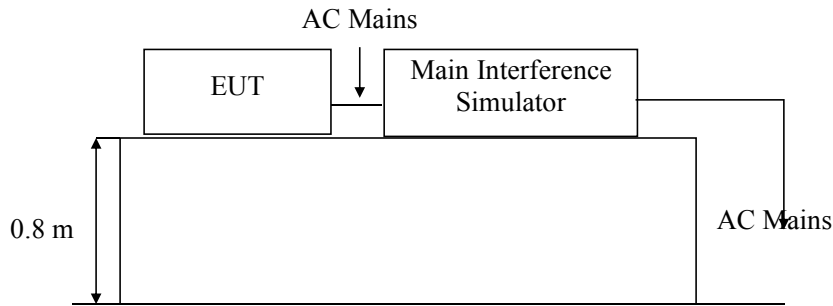 AC Mains
EUT
Main Interference
Simulator
0.8 m
AC Mains